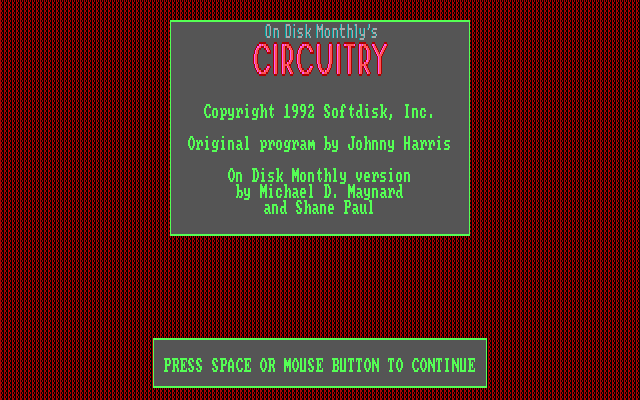 On Disk Monthly's
CIRCUITRY
Copyright 1992 Softdisk, Inc.
Original program by Johnny Harris
On Disk Monthly version
by Michael D. Maynard
and Shane Paul
PRESS SPACE OR MOUSE BUTTON TO CONTINUE